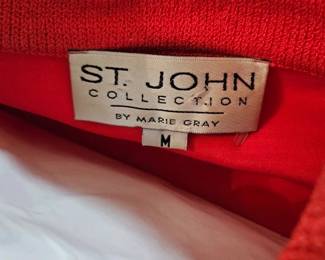 ST. JOHN
COLLECTION
BY MARIE GRAY
M